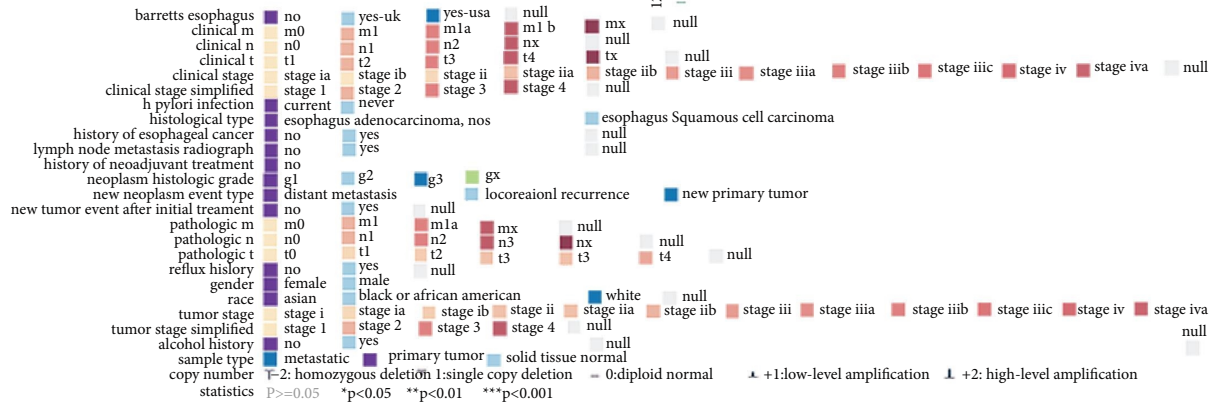 barretts esophagus no yes-uk yes-usa null
clinical m m0 m1 m1a m1 b mx null
clinical n n0 n1 n2 nx null
clinical t t1 t2 t3 t4 tx null
clinical stage stage ia stage ib stage ii stage iia stage iib stage iii stage iiia stage iiib stage iiic stage iv stage iva null
clinical stage simplified stage 1 stage 2 stage 3 stage 4 null
h pylori infection current never
histological type esophagus adenocarcinoma, nos esophagus Squamous cell carcinoma
history of esophageal cancer no yes null
lymph node metastasis radiograph no yes null
history of neoadjuvant treatment no
neoplasm histologic grade g1 g2 g3 gx
new neoplasm event type distant metastasis locoreaionl recurrence new primary tumor
new tumor event after initial treament no yes null
pathologic m m0 m1 m1a mx null
pathologic n n0 n1 n2 n3 nx null
pathologic t t0 t1 t2 t3 t3 t4 null
reflux hislory no yes null
gender female male
race asian black or african american white null
tumor stage stage i stage ia stage ib stage ii stage iia stage iib stage iii stage iiia stage iiib stage iiic stage iv stage iva
tumor stage simplified stage 1 stage 2 stage 3 stage 4 null null
alcohol history no yes null
sample type metastatic primary tumor solid tissue normal
copy number -2: homozygous deletion 1:single copy deletion 0:diploid normal +1:low-level amplification +2: high-level amplification
statistics P>=0.05 *p<0.05 **p<0.01 ***p<0.001